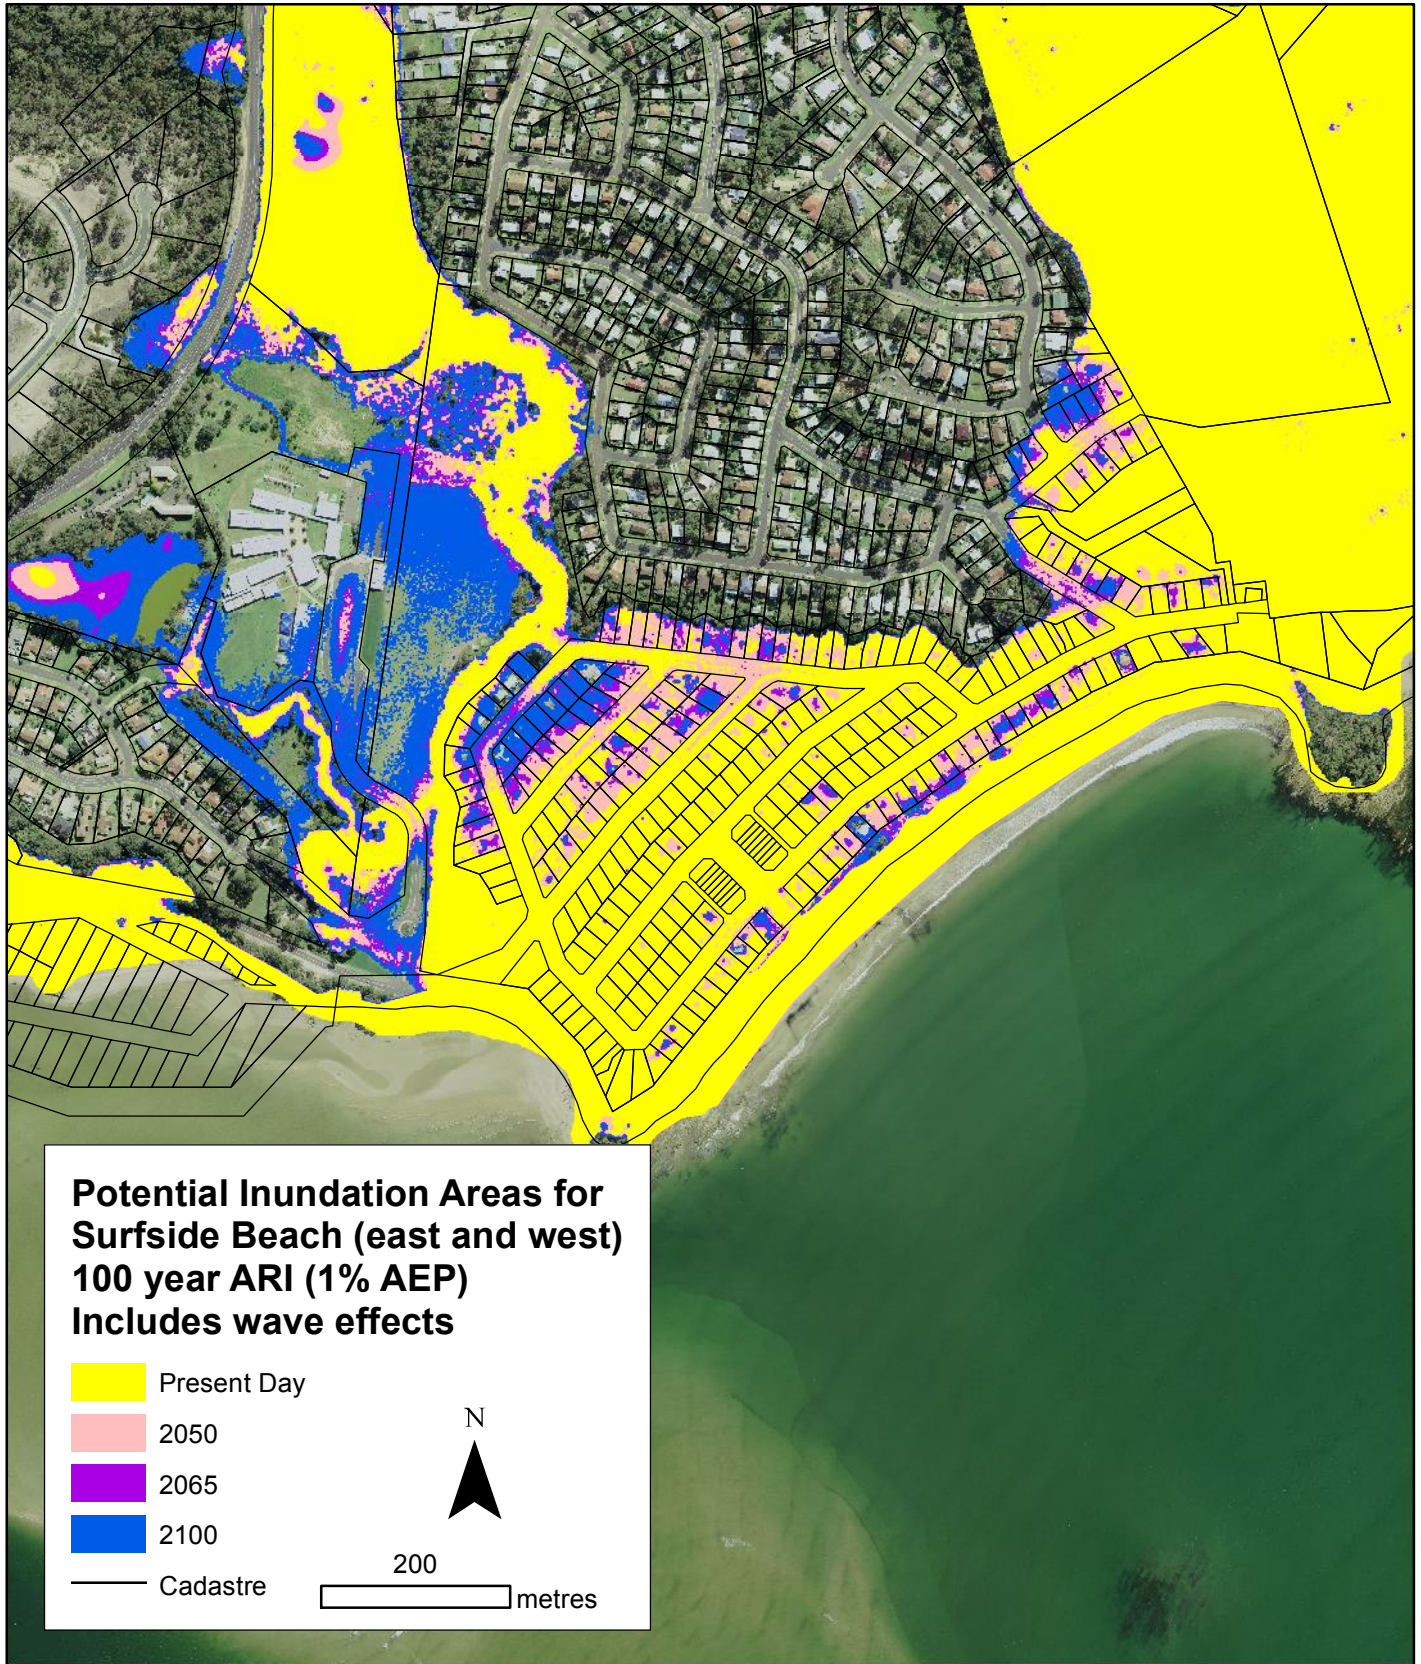 Potential Inundation Areas for
Surfside Beach (east and west)
100 year ARI (1% AEP)
Includes wave effects
Present Day
2050
2065
2100
Cadastre
N
200
metres